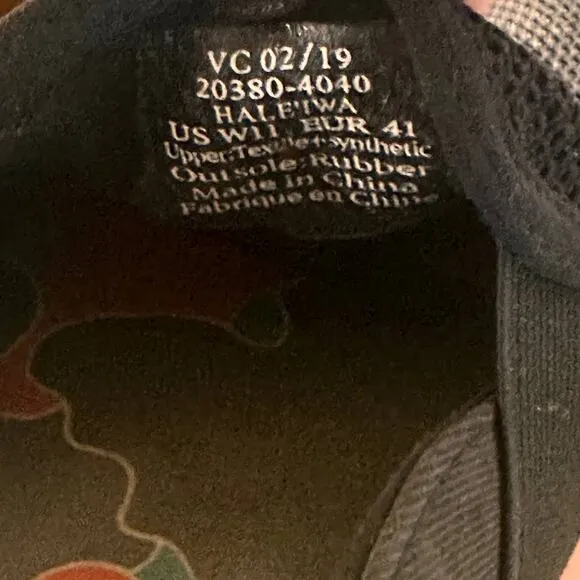 VC 02/19
20380-4040
HALE'IWA
US W11 EUR 41
Upper:Textile+Synthetic
Outsole:Rubber
Made In China
Fabrique en Chine